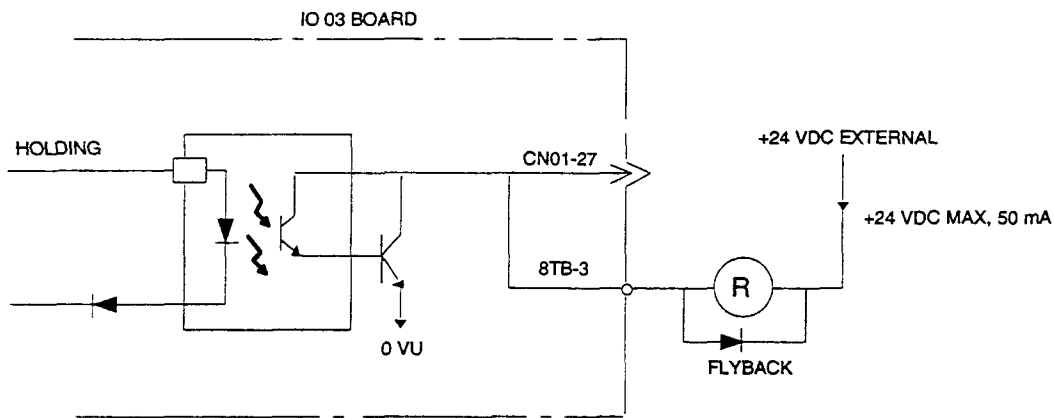 IO 03 BOARD
HOLDING
CN01-27
+24 VDC EXTERNAL
+24 VDC MAX, 50 mA
8TB-3
R
0 VU
FLYBACK